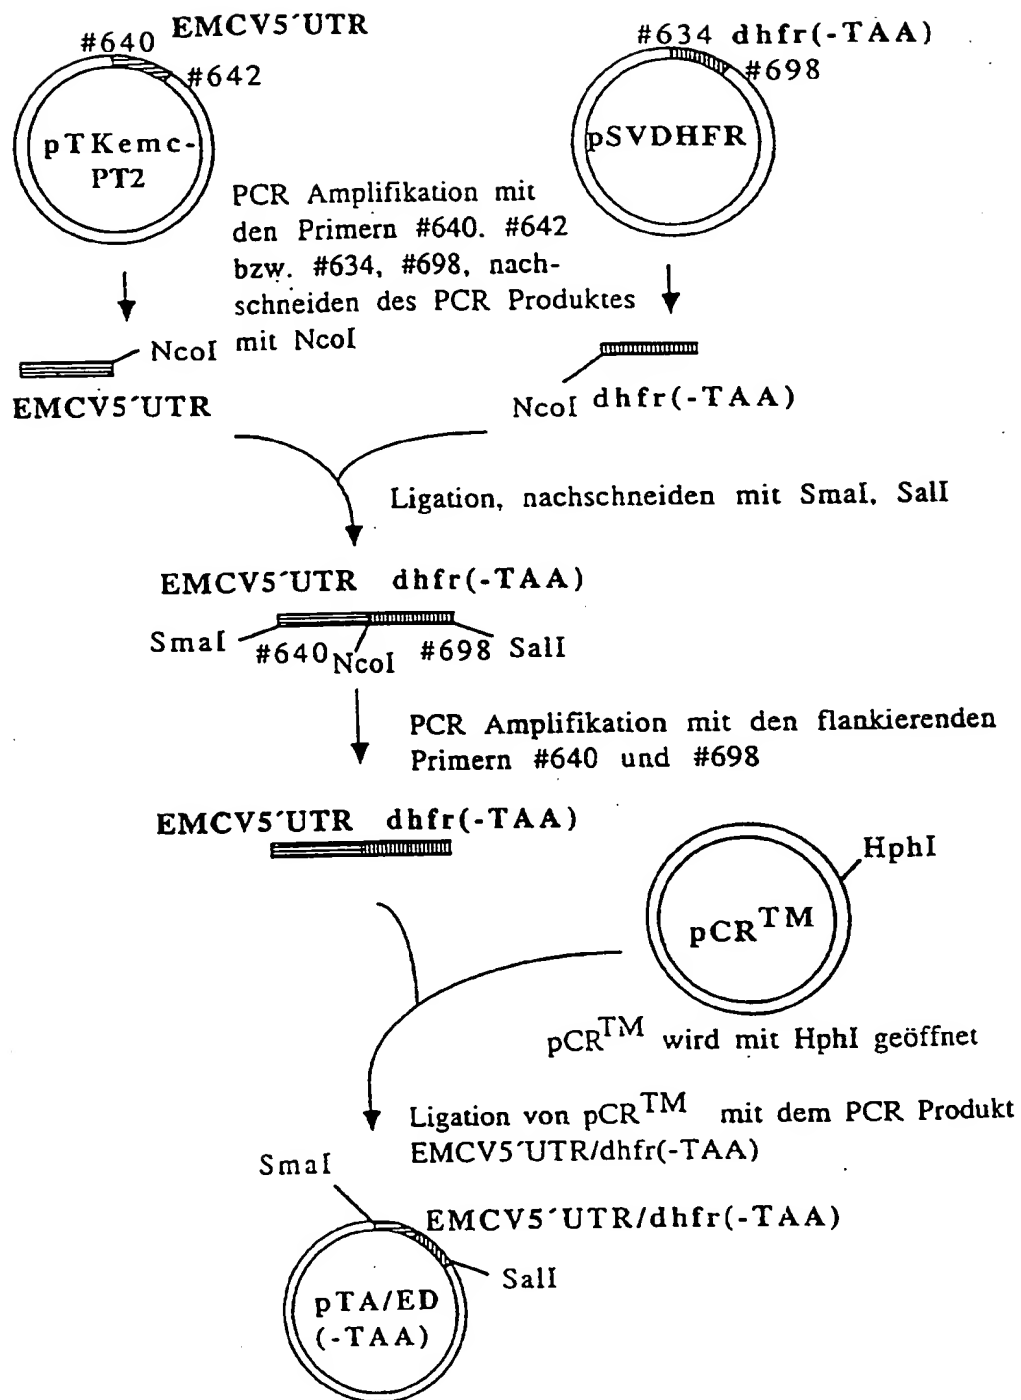 #640 EMCV5´UTR
#642
pTKemc-
PT2
#634 dhfr(-TAA)
#698
pSVDHFR
PCR Amplifikation mit
den Primern #640. #642
bzw. #634, #698, nach-
schneiden des PCR Produktes
mit NcoI
NcoI
EMCV5´UTR
NcoI dhfr(-TAA)
Ligation, nachschneiden mit SmaI, SalI
EMCV5´UTR dhfr(-TAA)
SmaI #640 NcoI #698 SalI
PCR Amplifikation mit den flankierenden
Primern #640 und #698
EMCV5´UTR dhfr(-TAA)
HphI
pCR™
pCR™ wird mit HphI geöffnet
Ligation von pCR™ mit dem PCR Produkt
EMCV5´UTR/dhfr(-TAA)
SmaI
EMCV5´UTR/dhfr(-TAA)
SalI
pTA/ED
(-TAA)